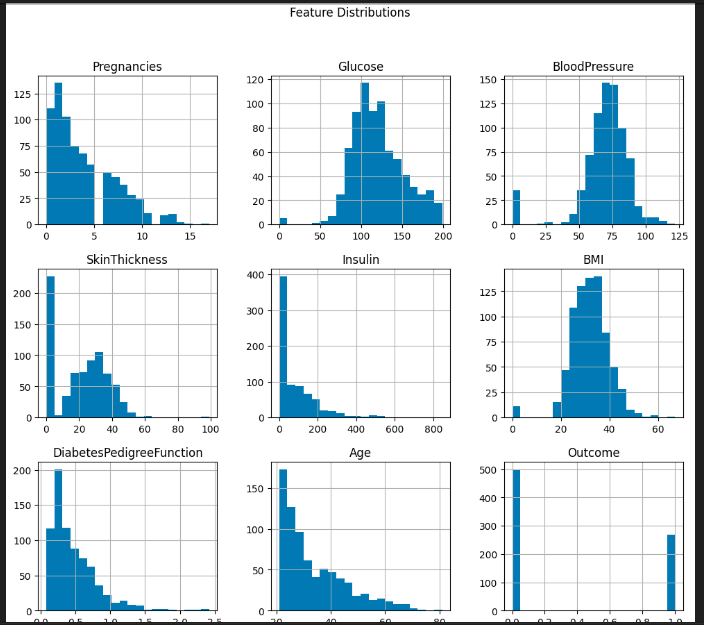 Feature Distributions
Pregnancies Glucose BloodPressure
125 100 75 50 25 0
0 5 10 15
120 100 80 60 40 20 0
0 50 100 150 200
150 125 100 75 50 25 0
0 25 50 75 100 125
SkinThickness Insulin BMI
200 150 100 50 0
0 20 40 60 80 100
400 300 200 100 0
0 200 400 600 800
125 100 75 50 25 0
0 20 40 60
DiabetesPedigreeFunction Age Outcome
200 150 100 50 0
0.0 0.5 1.0 1.5 2.0 2.5
150 100 50 0
20 40 60 80
500 400 300 200 100 0
0.0 0.2 0.4 0.6 0.8 1.0